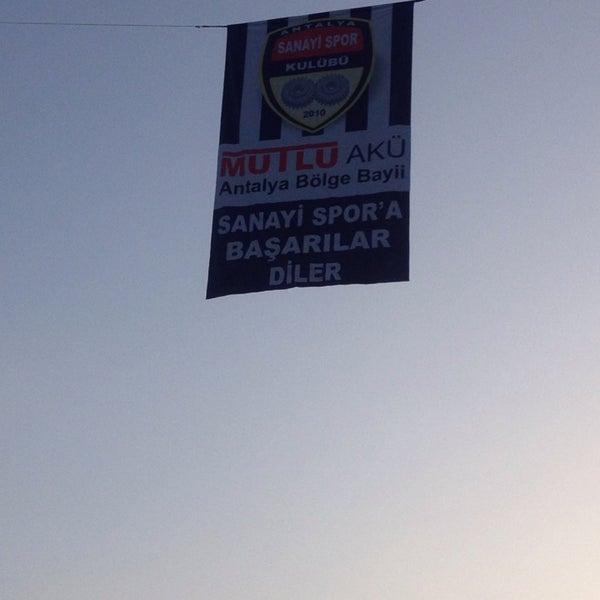 ANTALYA
SANAYİ SPOR
KULÜBÜ
2010
MUTLU AKÜ
Antalya Bölge Bayii
SANAYİ SPOR'A
BAŞARILAR
DİLER